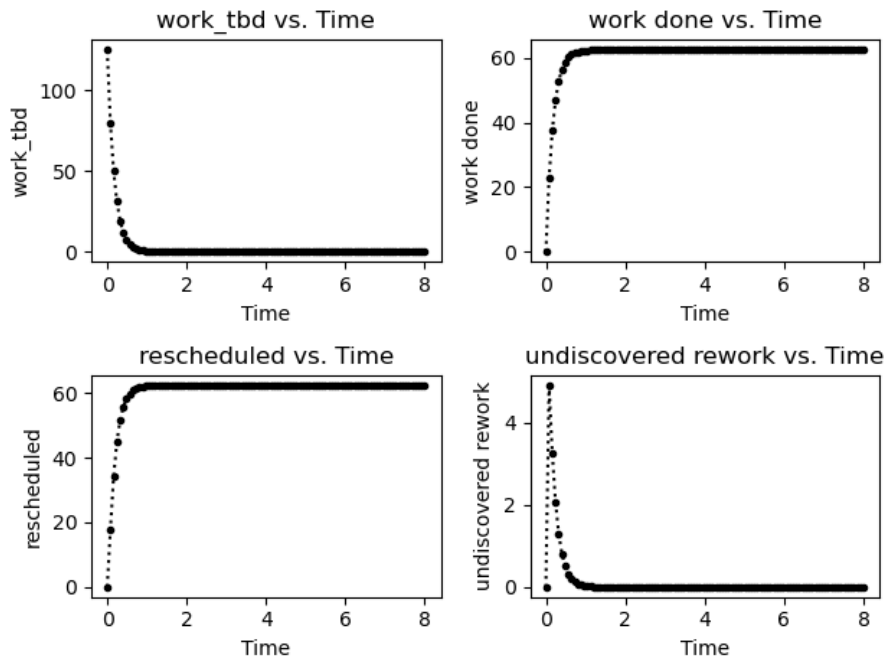 work_tbd vs. Time
work_tbd
100
50
0
0 2 4 6 8
Time
work done vs. Time
work done
60
40
20
0
0 2 4 6 8
Time
rescheduled vs. Time
rescheduled
60
40
20
0
0 2 4 6 8
Time
undiscovered rework vs. Time
undiscovered rework
4
2
0
0 2 4 6 8
Time